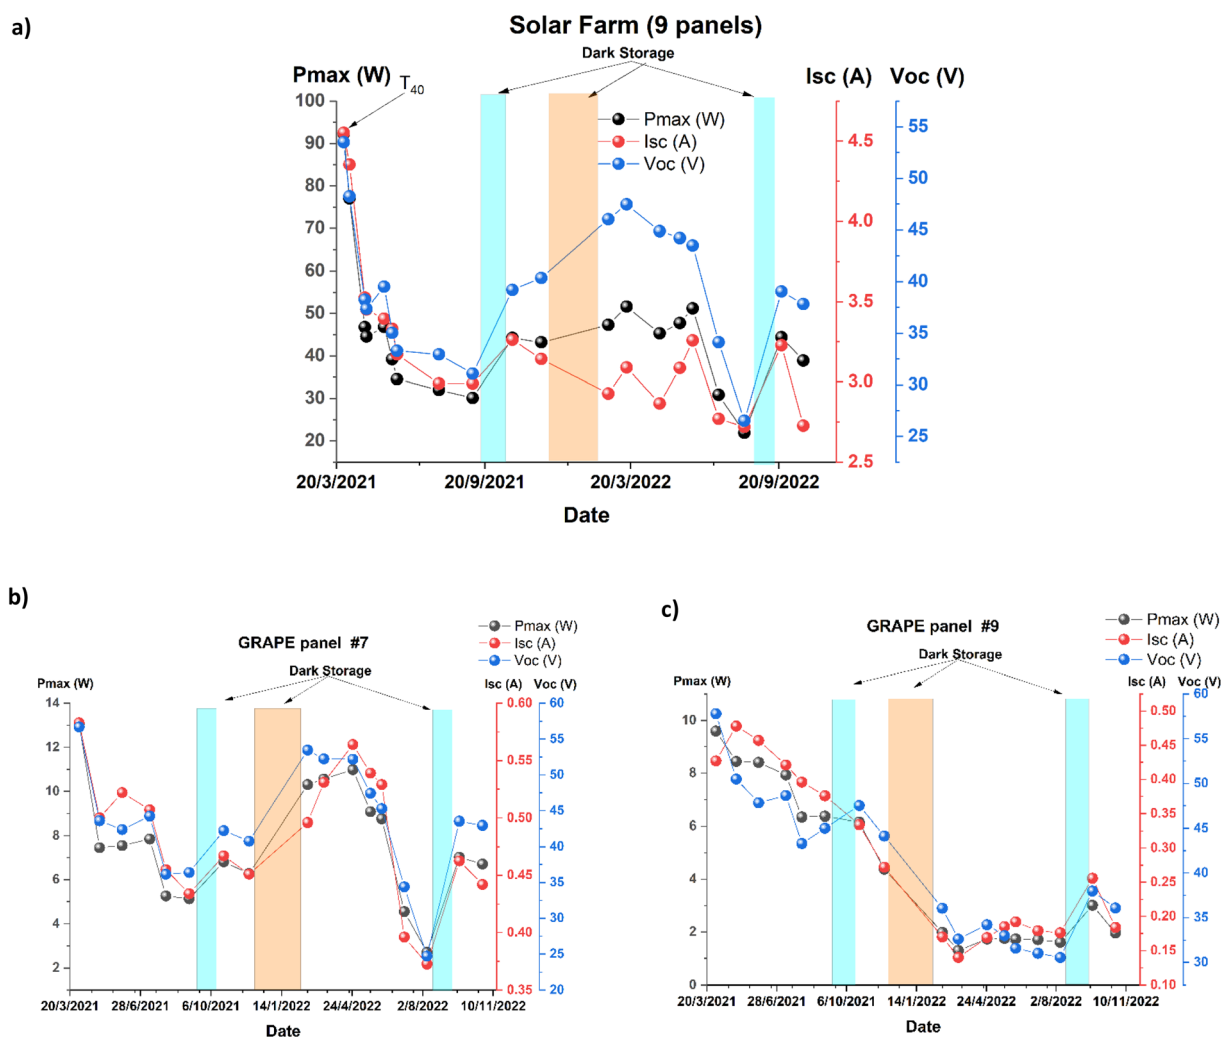 a)
Solar Farm (9 panels)
Dark Storage
Pmax (W)
Isc (A) Voc (V)
T40
Pmax (W)
Isc (A)
Voc (V)
100
90
80
70
60
50
40
30
20
4.5
4.0
3.5
3.0
2.5
55
50
45
40
35
30
25
20/3/2021 20/9/2021 20/3/2022 20/9/2022
Date
b)
GRAPE panel #7
Pmax (W)
Isc (A)
Voc (V)
Dark Storage
Pmax (W)
Isc (A) Voc (V)
14
12
10
8
6
4
2
0.60
0.55
0.50
0.45
0.40
0.35
60
55
50
45
40
35
30
25
20
20/3/2021 28/6/2021 6/10/2021 14/1/2022 24/4/2022 2/8/2022 10/11/2022
Date
c)
GRAPE panel #9
Pmax (W)
Isc (A)
Voc (V)
Dark Storage
Pmax (W)
Isc (A) Voc (V)
10
8
6
4
2
0
0.50
0.45
0.40
0.35
0.30
0.25
0.20
0.15
0.10
60
55
50
45
40
35
30
20/3/2021 28/6/2021 6/10/2021 14/1/2022 24/4/2022 2/8/2022 10/11/2022
Date